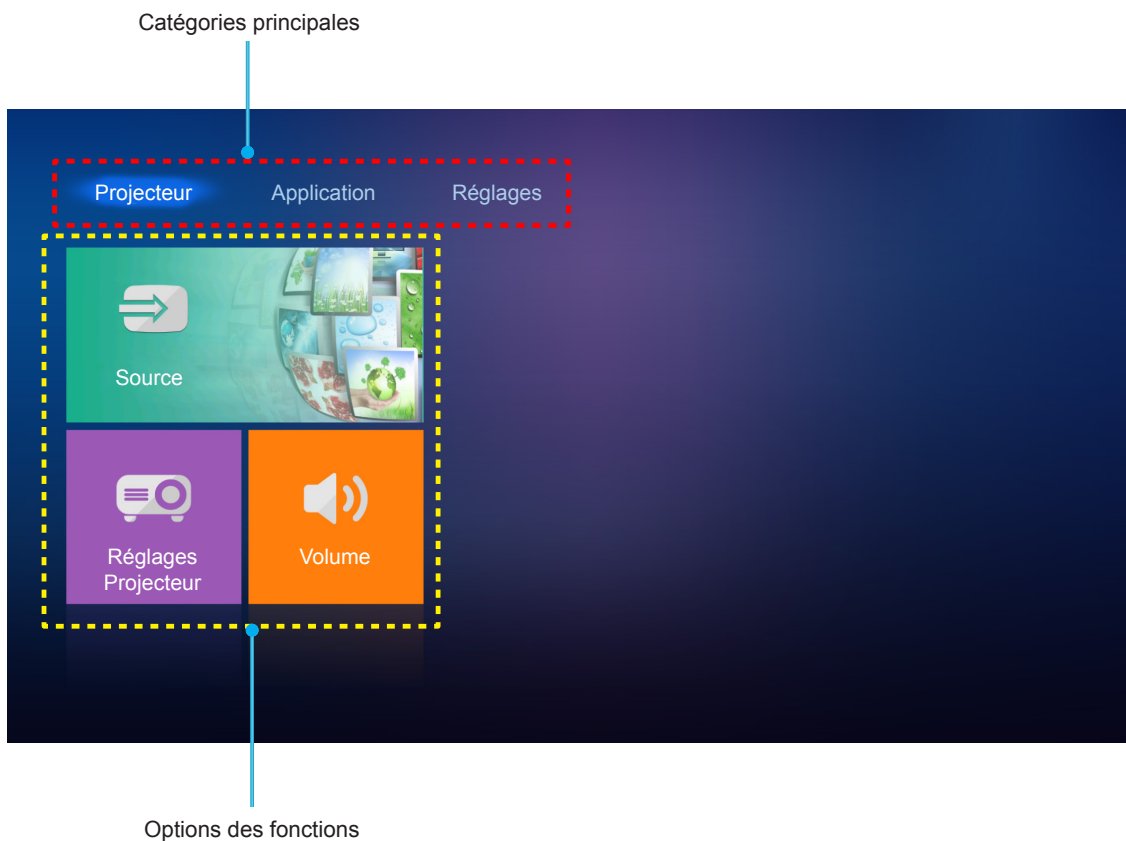 Catégories principales
Projecteur
Application
Réglages
Source
Réglages
Projecteur
Volume
Options des fonctions